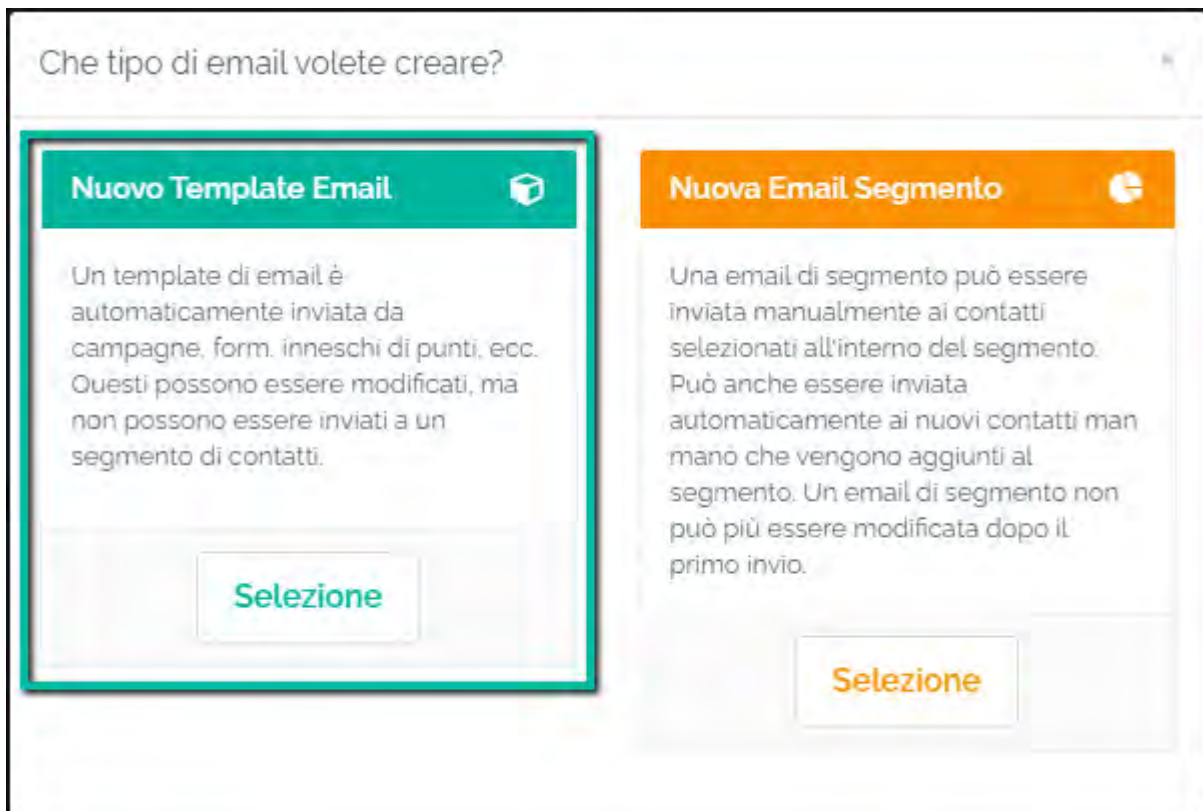 Che tipo di email volete creare?
Nuovo Template Email
Un template di email è
automaticamente inviata da
campagne, form, inneschi di punti, ecc.
Questi possono essere modificati, ma
non possono essere inviati a un
segmento di contatti.
Selezione
Nuova Email Segmento
Una email di segmento può essere
inviata manualmente ai contatti
selezionati all'interno del segmento.
Può anche essere inviata
automaticamente ai nuovi contatti man
mano che vengono aggiunti al
segmento. Un email di segmento non
può più essere modificata dopo il
primo invio.
Selezione